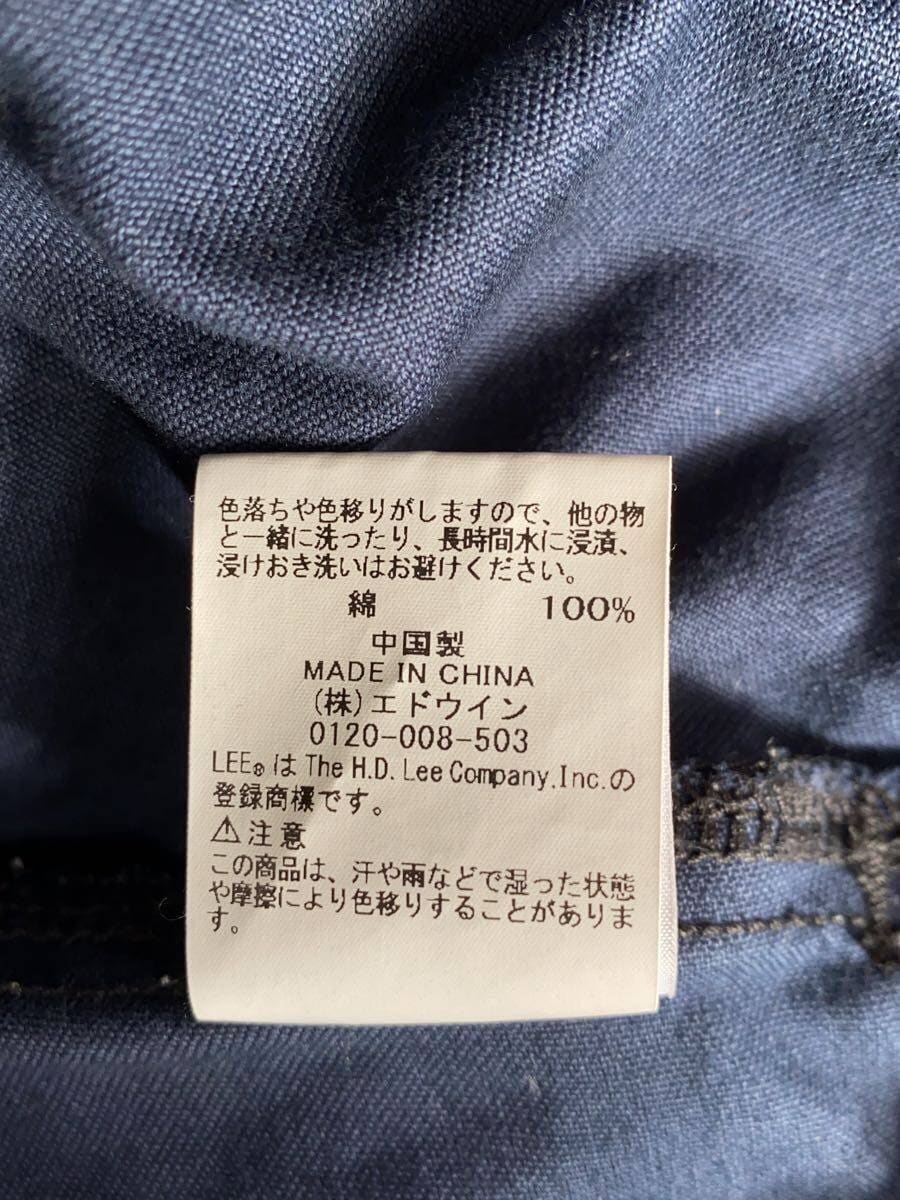 色落ちや色移りがしますので、他の物
と一緒に洗ったり、長時間水に浸漬、
浸けおき洗いはお避けください。
綿 100%
中国製
MADE IN CHINA
(株)エドウイン
0120-008-503
LEE®は The H.D. Lee Company.Inc.の
登録商標です。
⚠注意
この商品は、汗や雨などで湿った状態
や摩擦により色移りすることがありま
す。